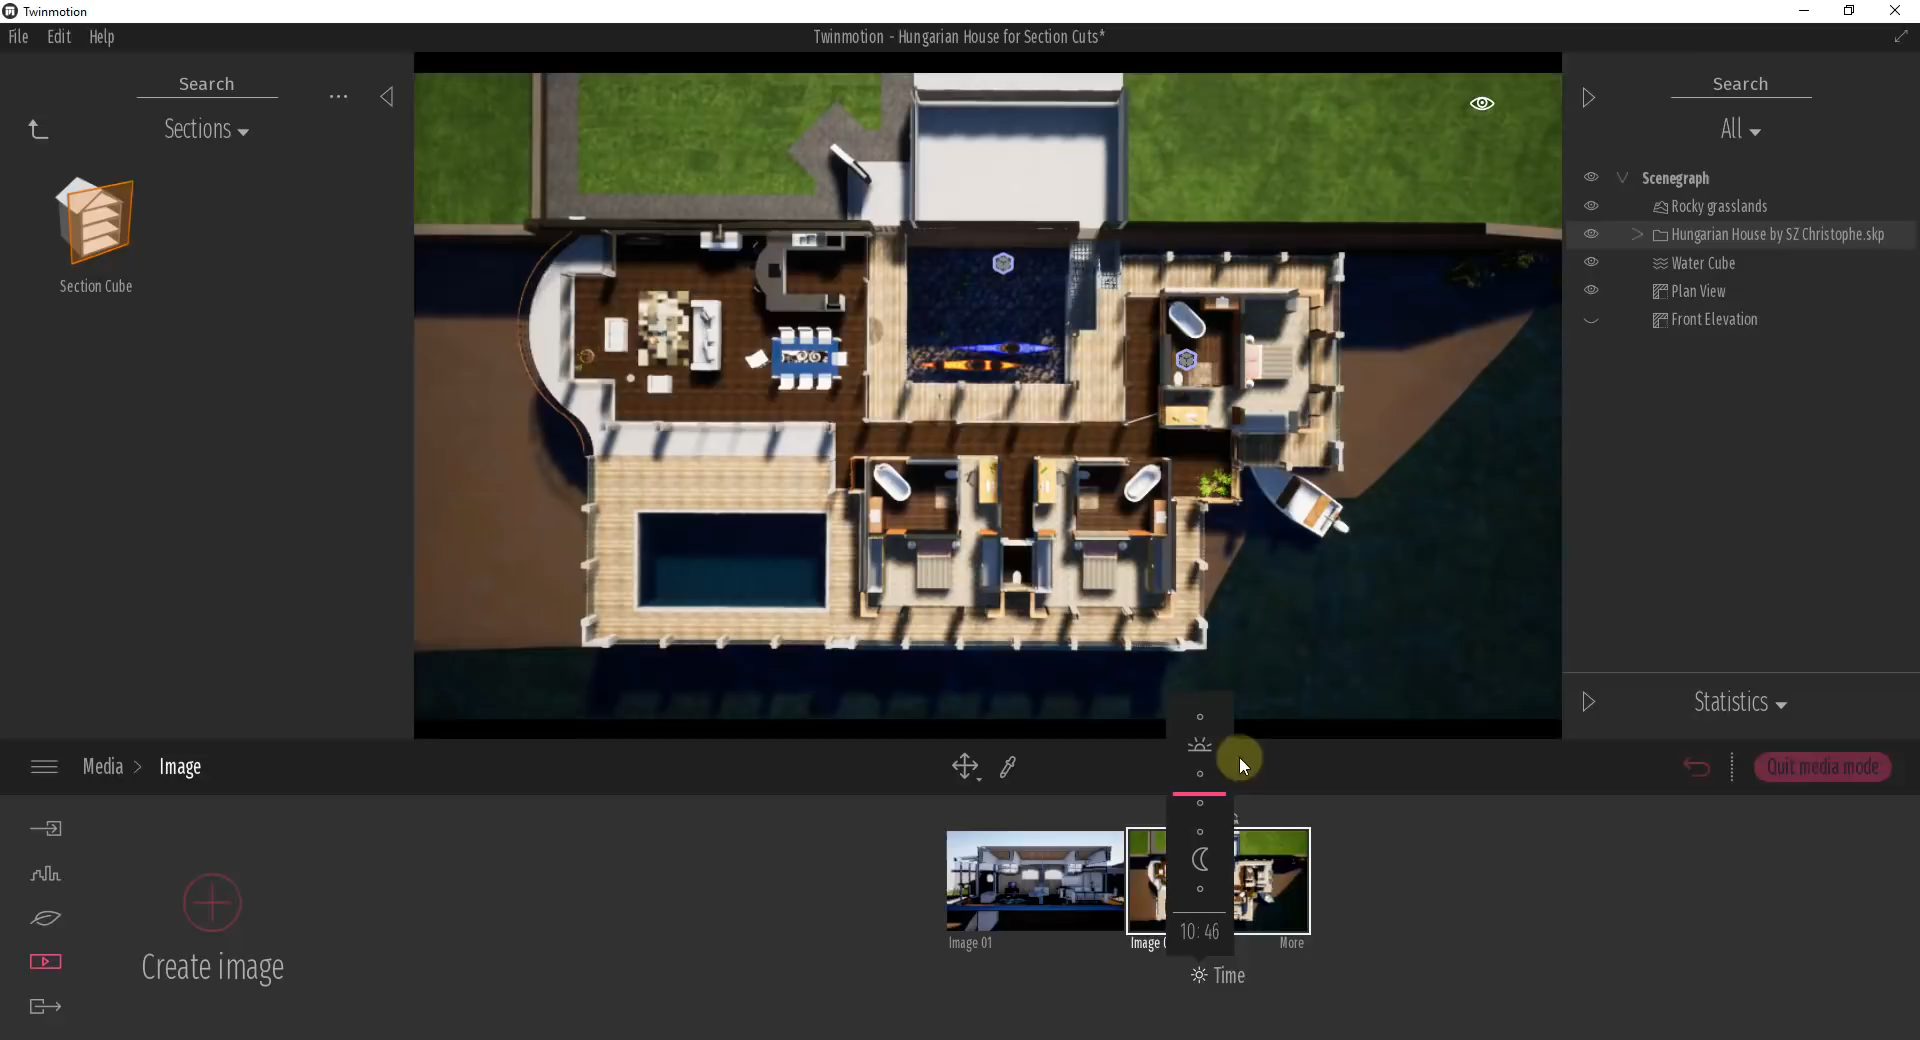 Twinmotion
File Edit Help
Twinmotion - Hungarian House for Section Cuts*
Search
Sections
Section Cube
Search
All
Scenegraph
Rocky grasslands
Hungarian House by SZ Christophe.skp
Water Cube
Plan View
Front Elevation
Statistics
Media > Image
Quit media mode
Create image
Image 01
Image
More
10:46
Time